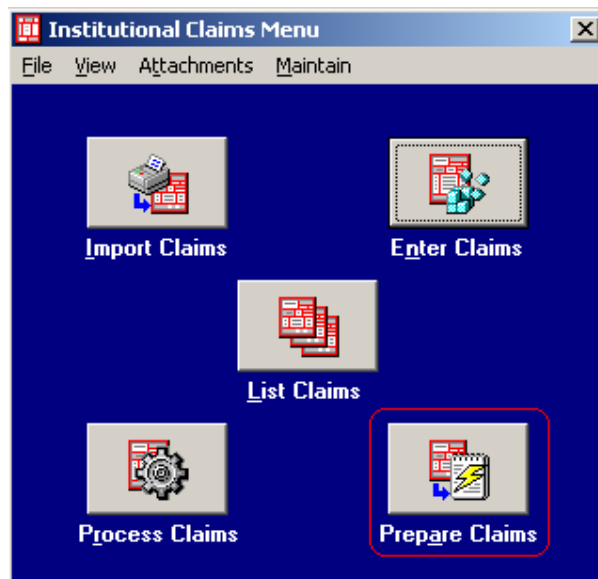 Institutional Claims Menu
File View Attachments Maintain
Import Claims Enter Claims
List Claims
Process Claims Prepare Claims